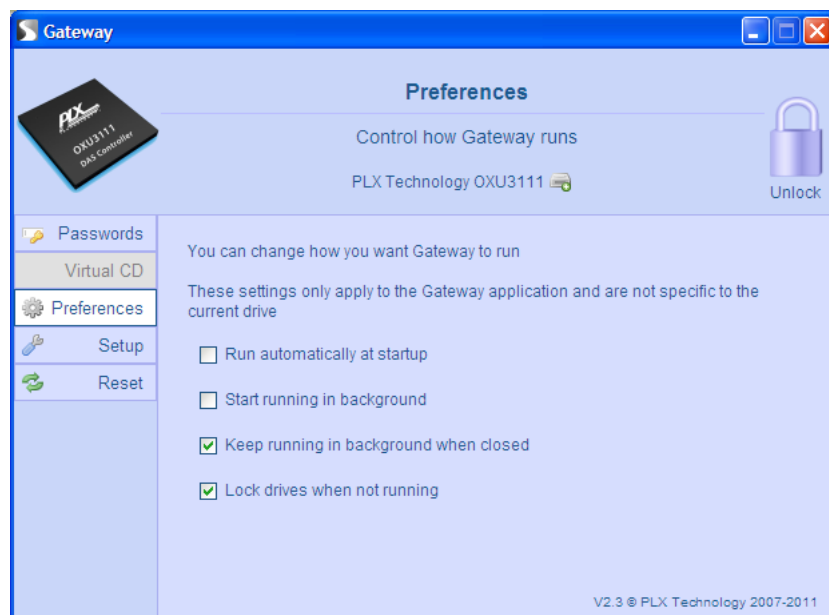 Gateway
PLX
OXU3111
DAS Controller
Preferences
Control how Gateway runs
PLX Technology OXU3111
Unlock
Passwords
Virtual CD
Preferences
Setup
Reset
You can change how you want Gateway to run
These settings only apply to the Gateway application and are not specific to the
current drive
Run automatically at startup
Start running in background
Keep running in background when closed
Lock drives when not running
V2.3 © PLX Technology 2007-2011